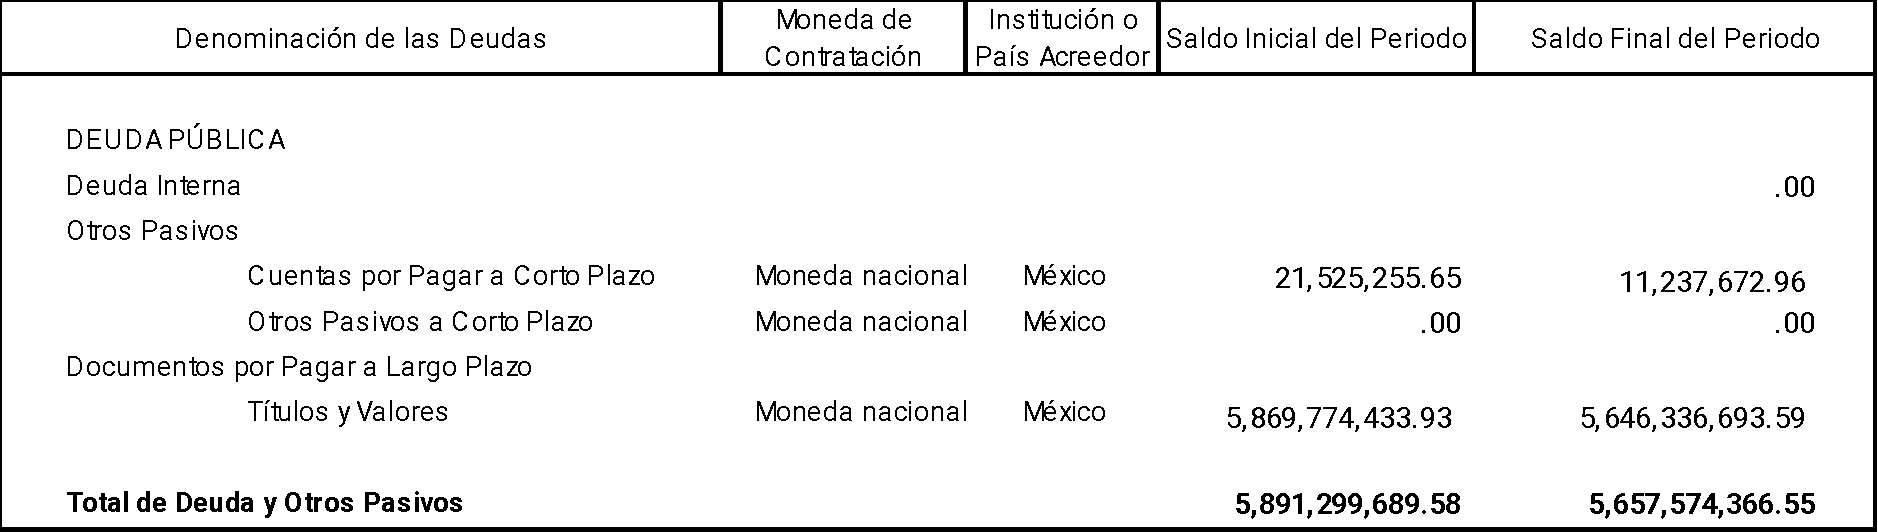 Denominación de las Deudas Moneda de Contratación Institución o País Acreedor Saldo Inicial del Periodo Saldo Final del Periodo
DEUDA PÚBLICA
Deuda Interna .00
Otros Pasivos
Cuentas por Pagar a Corto Plazo Moneda nacional México 21,525,255.65 11,237,672.96
Otros Pasivos a Corto Plazo Moneda nacional México .00 .00
Documentos por Pagar a Largo Plazo
Títulos y Valores Moneda nacional México 5,869,774,433.93 5,646,336,693.59
Total de Deuda y Otros Pasivos 5,891,299,689.58 5,657,574,366.55